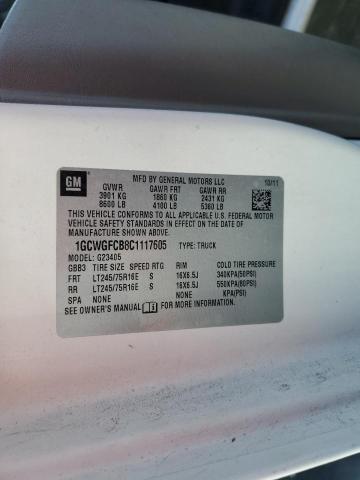 GM
MFD BY GENERAL MOTORS LLC
10/11
GVWR GAWR FRT GAWR RR
3901 KG 1860 KG 2431 KG
8600 LB 4100 LB 5360 LB
THIS VEHICLE CONFORMS TO ALL APPLICABLE U.S. FEDERAL MOTOR
VEHICLE SAFETY STANDARDS IN EFFECT ON THE DATE OF
MANUFACTURE SHOWN ABOVE.
1GCWGFCB8C1117605 TYPE: TRUCK
MODEL: G23405
GBB3 TIRE SIZE SPEED RTG RIM COLD TIRE PRESSURE
FRT LT245/75R16E S 16X6.5J 340KPA(50PSI)
RR LT245/75R16E S 16X6.5J 550KPA(80PSI)
SPA NONE NONE KPA(PSI)
SEE OWNER'S MANUAL FOR MORE INFORMATION.